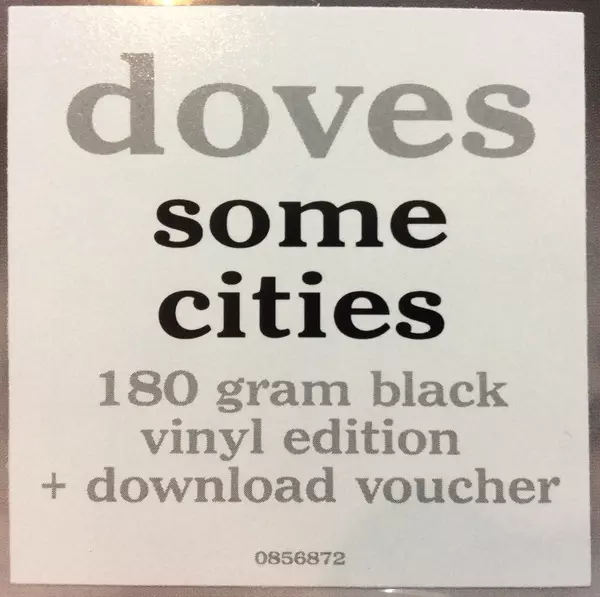 doves
some
cities
180 gram black
vinyl edition
+ download voucher
0856872